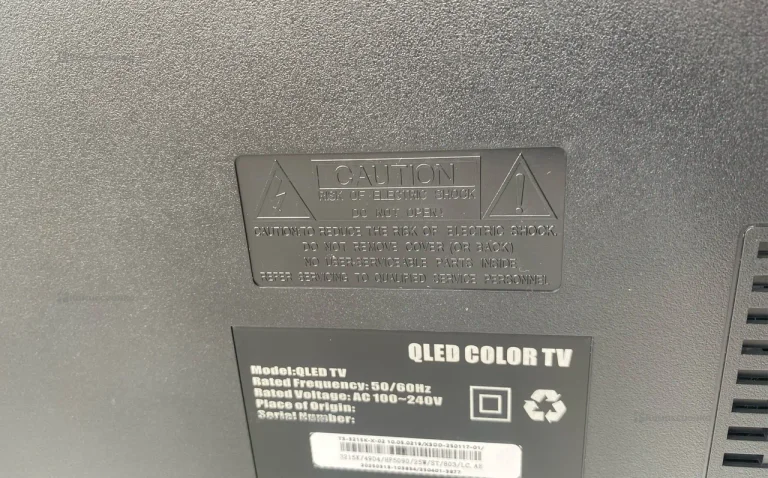 CAUTION
RISK OF ELECTRIC SHOCK
DO NOT OPEN!
CAUTION:TO REDUCE THE RISK OF ELECTRIC SHOCK.
DO NOT REMOVE COVER (OR BACK)
NO USER-SERVICEABLE PARTS INSIDE
REFER SERVICING TO QUALIFIED SERVICE PERSONNEL
QLED COLOR TV
Model:QLED TV
Rated Frequency: 50/60Hz
Rated Voltage: AC 100~240V
Place of Origin:
Serial Number: